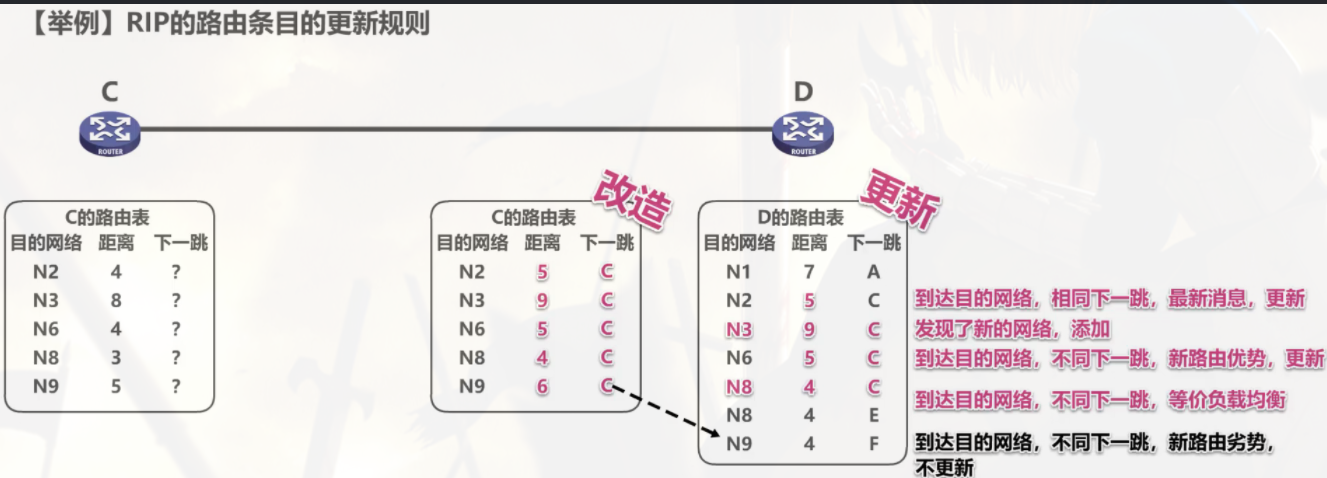 【举例】RIP的路由条目的更新规则
C
D
ROUTER
ROUTER
改造
更新
C的路由表
目的网络 距离 下一跳
N2 4 ?
N3 8 ?
N6 4 ?
N8 3 ?
N9 5 ?
C的路由表
目的网络 距离 下一跳
N2 5 C
N3 9 C
N6 5 C
N8 4 C
N9 6 C
D的路由表
目的网络 距离 下一跳
N1 7 A
N2 5 C
N3 9 C
N6 5 C
N8 4 C
N8 4 E
N9 4 F
到达目的网络，相同下一跳，最新消息，更新
发现了新的网络，添加
到达目的网络，不同下一跳，新路由优势，更新
到达目的网络，不同下一跳，等价负载均衡
到达目的网络，不同下一跳，新路由劣势，
不更新